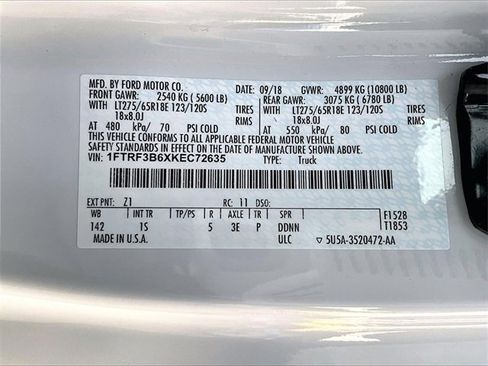 MFD. BY FORD MOTOR CO. 09/18 GVWR: 4899 KG (10800 LB)
FRONT GAWR: 2540 KG ( 5600 LB) REAR GAWR: 3075 KG ( 6780 LB)
WITH LT275/65R18E 123/120S TIRES WITH LT275/65R18E 123/120S TIRES
18x8.0J RIMS 18x8.0J RIMS
AT 480 kPa/ 70 PSI COLD AT 550 kPa/ 80 PSI COLD
THIS VEHICLE CONFORMS TO ALL APPLICABLE FEDERAL MOTOR VEHICLE
SAFETY STANDARDS IN EFFECT ON THE DATE OF MANUFACTURE SHOWN ABOVE.
VIN: 1FTRF3B6XKEC72635 TYPE: Truck
EXT PNT: Z1 RC: 11 DSO:
WB INT TR TP/PS R AXLE TR SPR F1528
142 1S 5 3E P DDNN T1853
MADE IN U.S.A. ULC 5U5A-3520472-AA